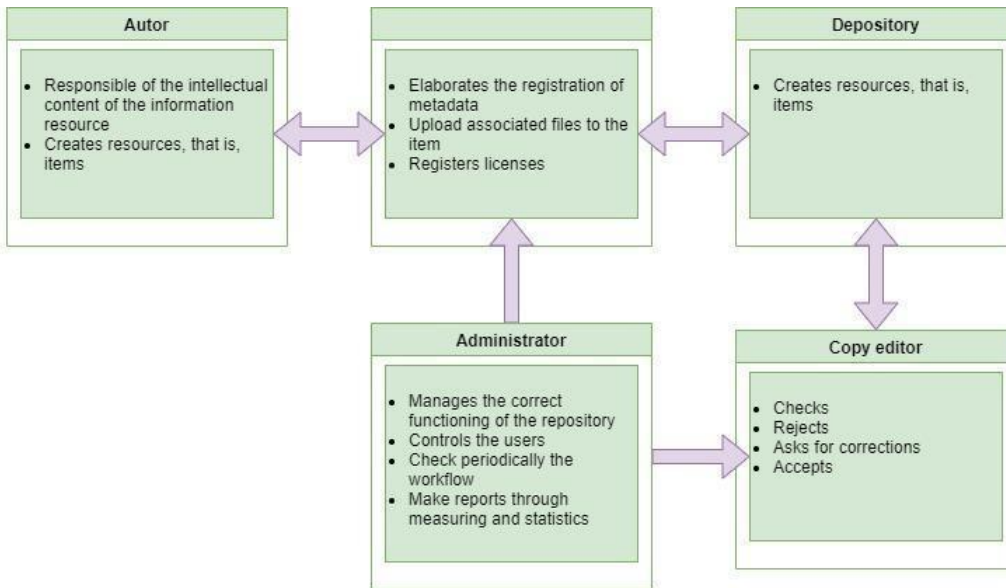 Autor
• Responsible of the intellectual
content of the information
resource
• Creates resources, that is,
items
• Elaborates the registration of
metadata
• Upload associated files to the
item
• Registers licenses
Depository
• Creates resources, that is,
items
Administrator
• Manages the correct
functioning of the repository
• Controls the users
• Check periodically the
workflow
• Make reports through
measuring and statistics
Copy editor
• Checks
• Rejects
• Asks for corrections
• Accepts